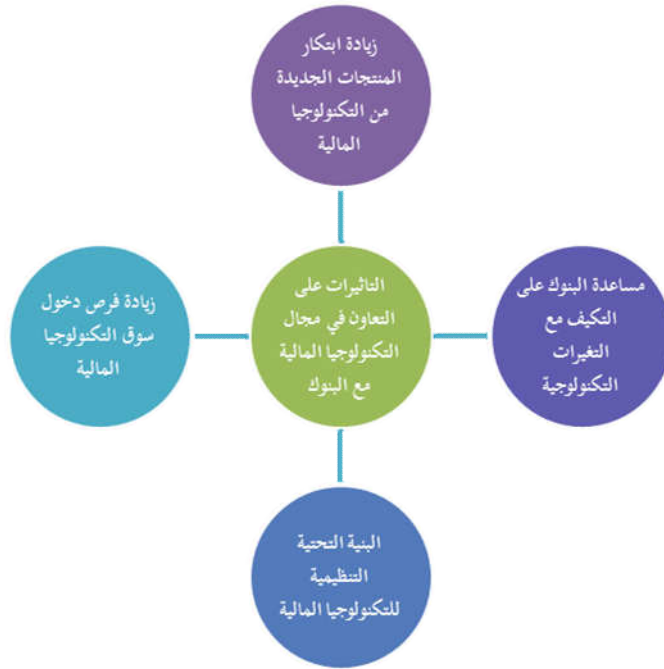 زيادة ابتكار
المنتجات الجديدة
من التكنولوجيا
المالية
مساعدة البنوك على
التكيف مع
التغيرات
التكنولوجية
التاثيرات على
التعاون في مجال
التكنولوجيا المالية
مع البنوك
زيادة فرص دخول
سوق التكنولوجيا
المالية
البنية التحتية
التنظيمية
للتكنولوجيا المالية